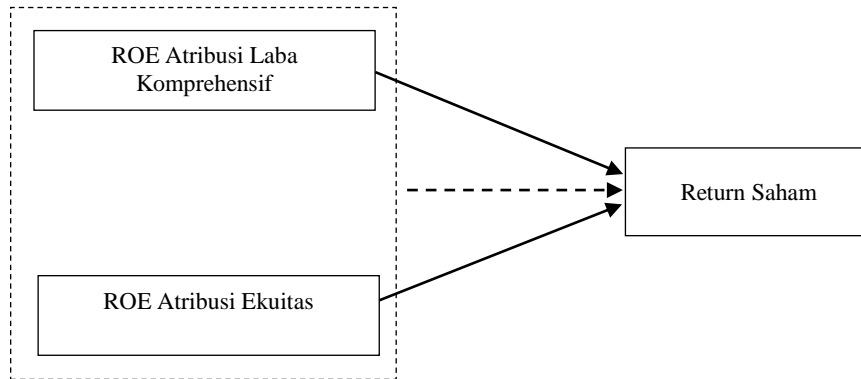 ROE Atribusi Laba
Komprehensif
Return Saham
ROE Atribusi Ekuitas